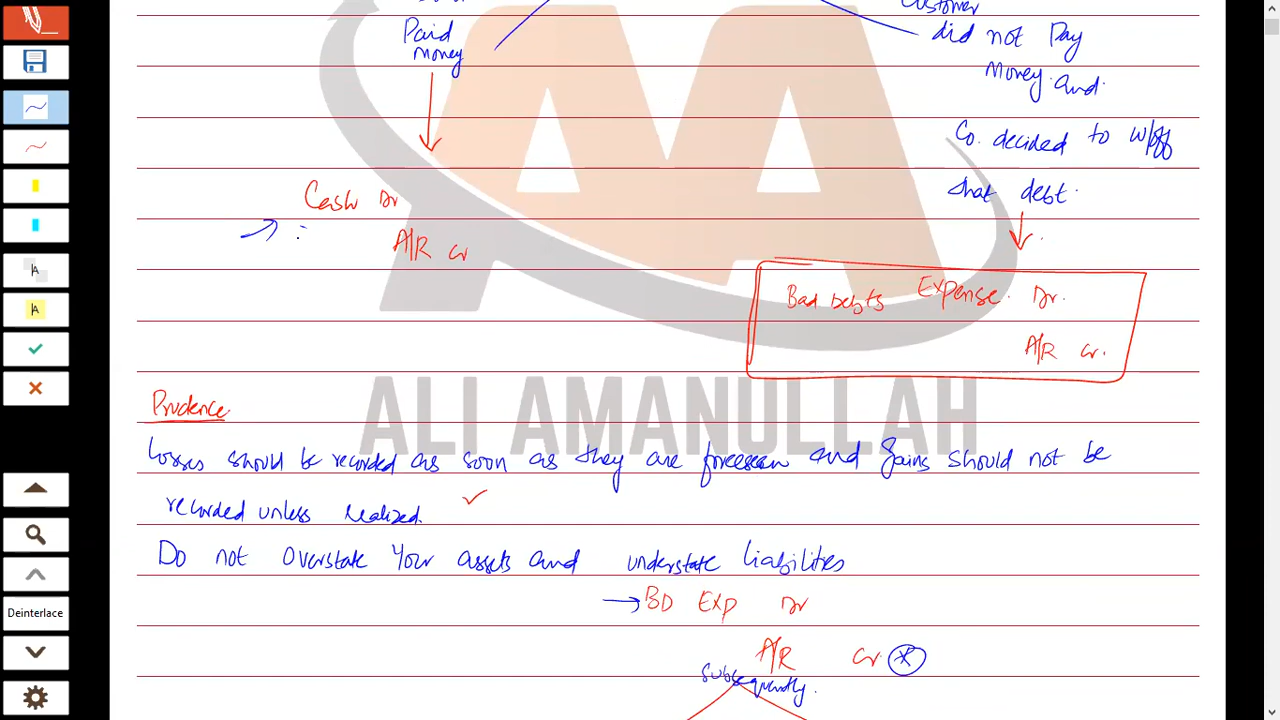 Customer
Paid
money
did not Pay
Money and
Co. decided to w/off
that debt.
Cash Dr
A/R cr
Bad Debts Expense. Dr.
A/R cr.
ALI AMANULLAH
Prudence
Losses should be recorded as soon as they are foreseen and gains should not be
recorded unless realized.
Do not overstate your assets and understate liabilities
BD Exp Dr
A/R cr
Subsequently.
Deinterlace